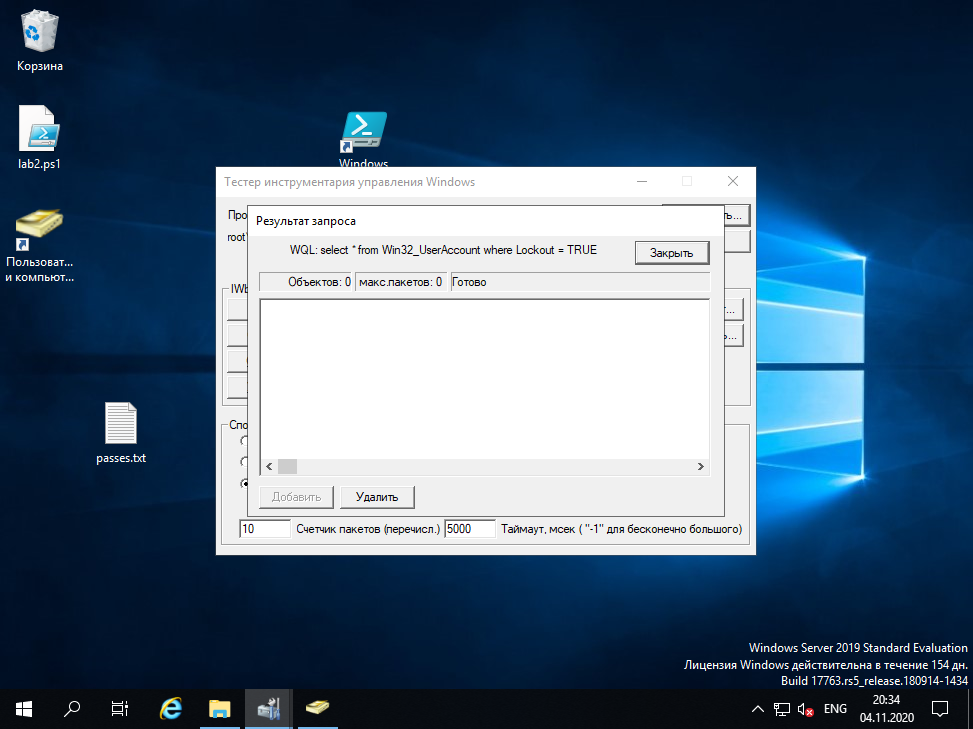 Корзина
lab2.ps1
Windows
Пользоват...
и компьют...
passes.txt
Тестер инструментария управления Windows
Про
ь...
root\
Результат запроса
WQL: select * from Win32_UserAccount where Lockout = TRUE
Закрыть
Объектов: 0
макс.пакетов: 0
Готово
IWb
...
ь...
Спо
Добавить
Удалить
10
Счетчик пакетов (перечисл.)
5000
Таймаут, мсек ( "-1" для бесконечно большого)
Windows Server 2019 Standard Evaluation
Лицензия Windows действительна в течение 154 дн.
Build 17763.rs5_release.180914-1434
ENG
20:34
04.11.2020